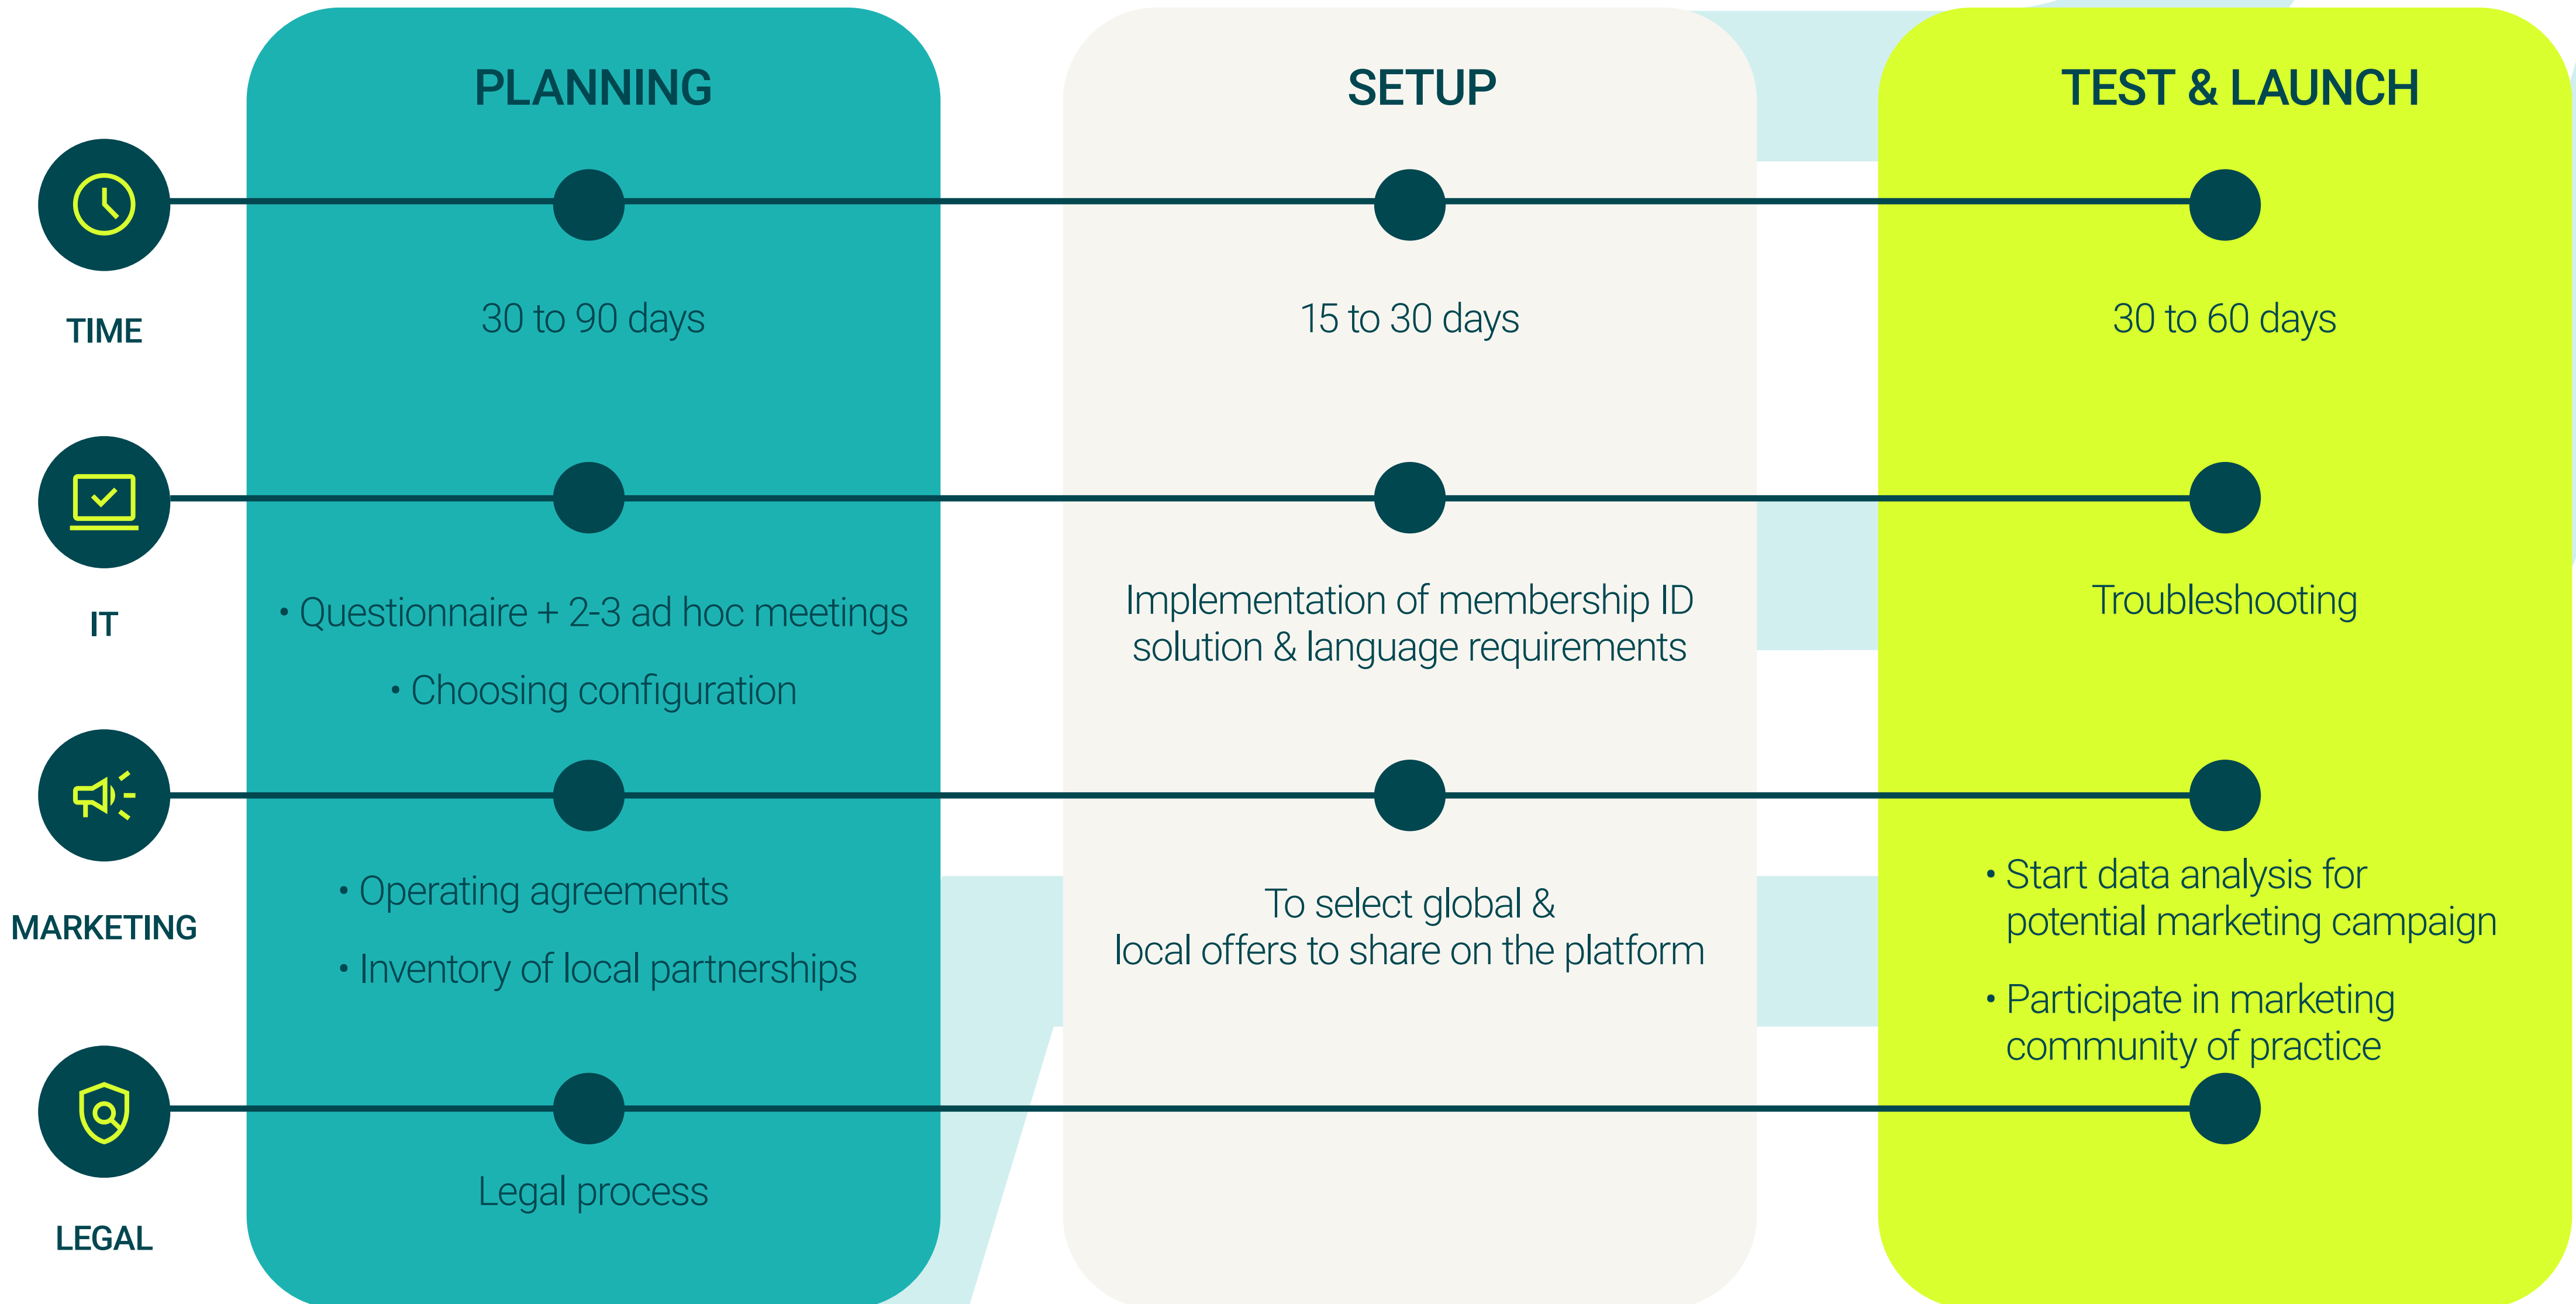 PLANNING
SETUP
TEST & LAUNCH
TIME
30 to 90 days
15 to 30 days
30 to 60 days
IT
• Questionnaire + 2-3 ad hoc meetings
• Choosing configuration
Implementation of membership ID
solution & language requirements
Troubleshooting
MARKETING
• Operating agreements
• Inventory of local partnerships
To select global &
local offers to share on the platform
• Start data analysis for
potential marketing campaign
• Participate in marketing
community of practice
LEGAL
Legal process